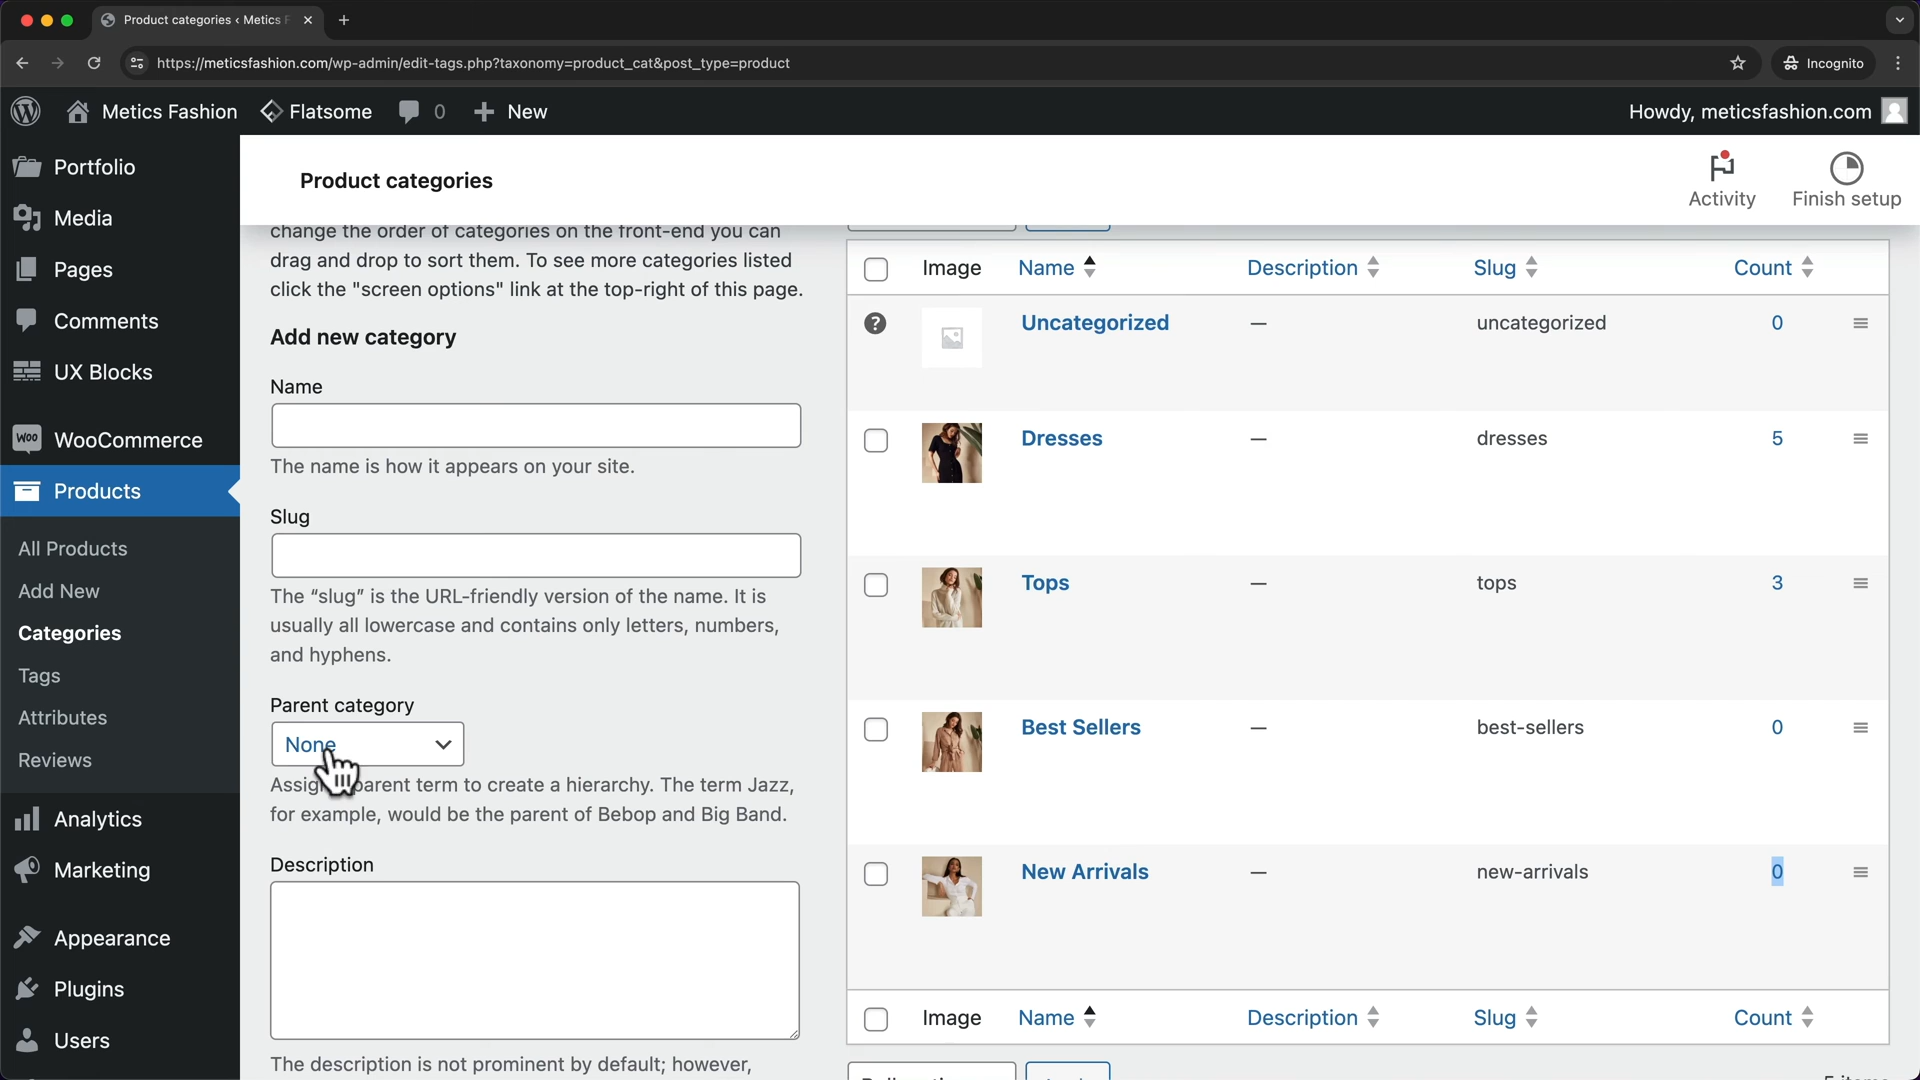 Product categories ‹ Metics F
https://meticsfashion.com/wp-admin/edit-tags.php?taxonomy=product_cat&post_type=product
Incognito
Metics Fashion
Flatsome
0
New
Howdy, meticsfashion.com
Portfolio
Media
Pages
Comments
UX Blocks
Woo
WooCommerce
Products
All Products
Add New
Categories
Tags
Attributes
Reviews
Analytics
Marketing
Appearance
Plugins
Users
Product categories
Activity
Finish setup
change the order of categories on the front-end you can
drag and drop to sort them. To see more categories listed
click the "screen options" link at the top-right of this page.
Add new category
Name
The name is how it appears on your site.
Slug
The “slug” is the URL-friendly version of the name. It is
usually all lowercase and contains only letters, numbers,
and hyphens.
Parent category
None
parent term to create a hierarchy. The term Jazz,
for example, would be the parent of Bebop and Big Band.
Description
The description is not prominent by default; however,
Image Name Description Slug Count
? Uncategorized — uncategorized 0
Dresses — dresses 5
Tops — tops 3
Best Sellers — best-sellers 0
New Arrivals — new-arrivals 0
Image Name Description Slug Count